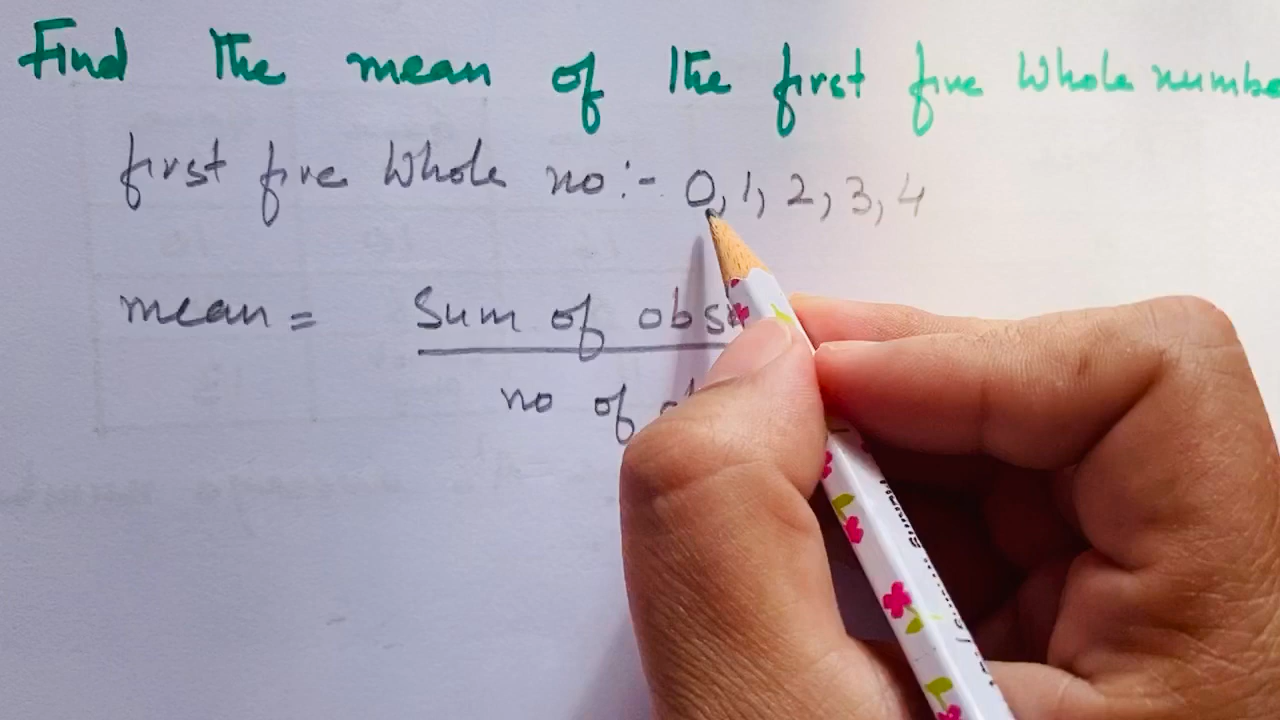 Find the mean of the first five whole numbe
first five whole no:- 0, 1, 2, 3, 4
mean = Sum of obs
no of